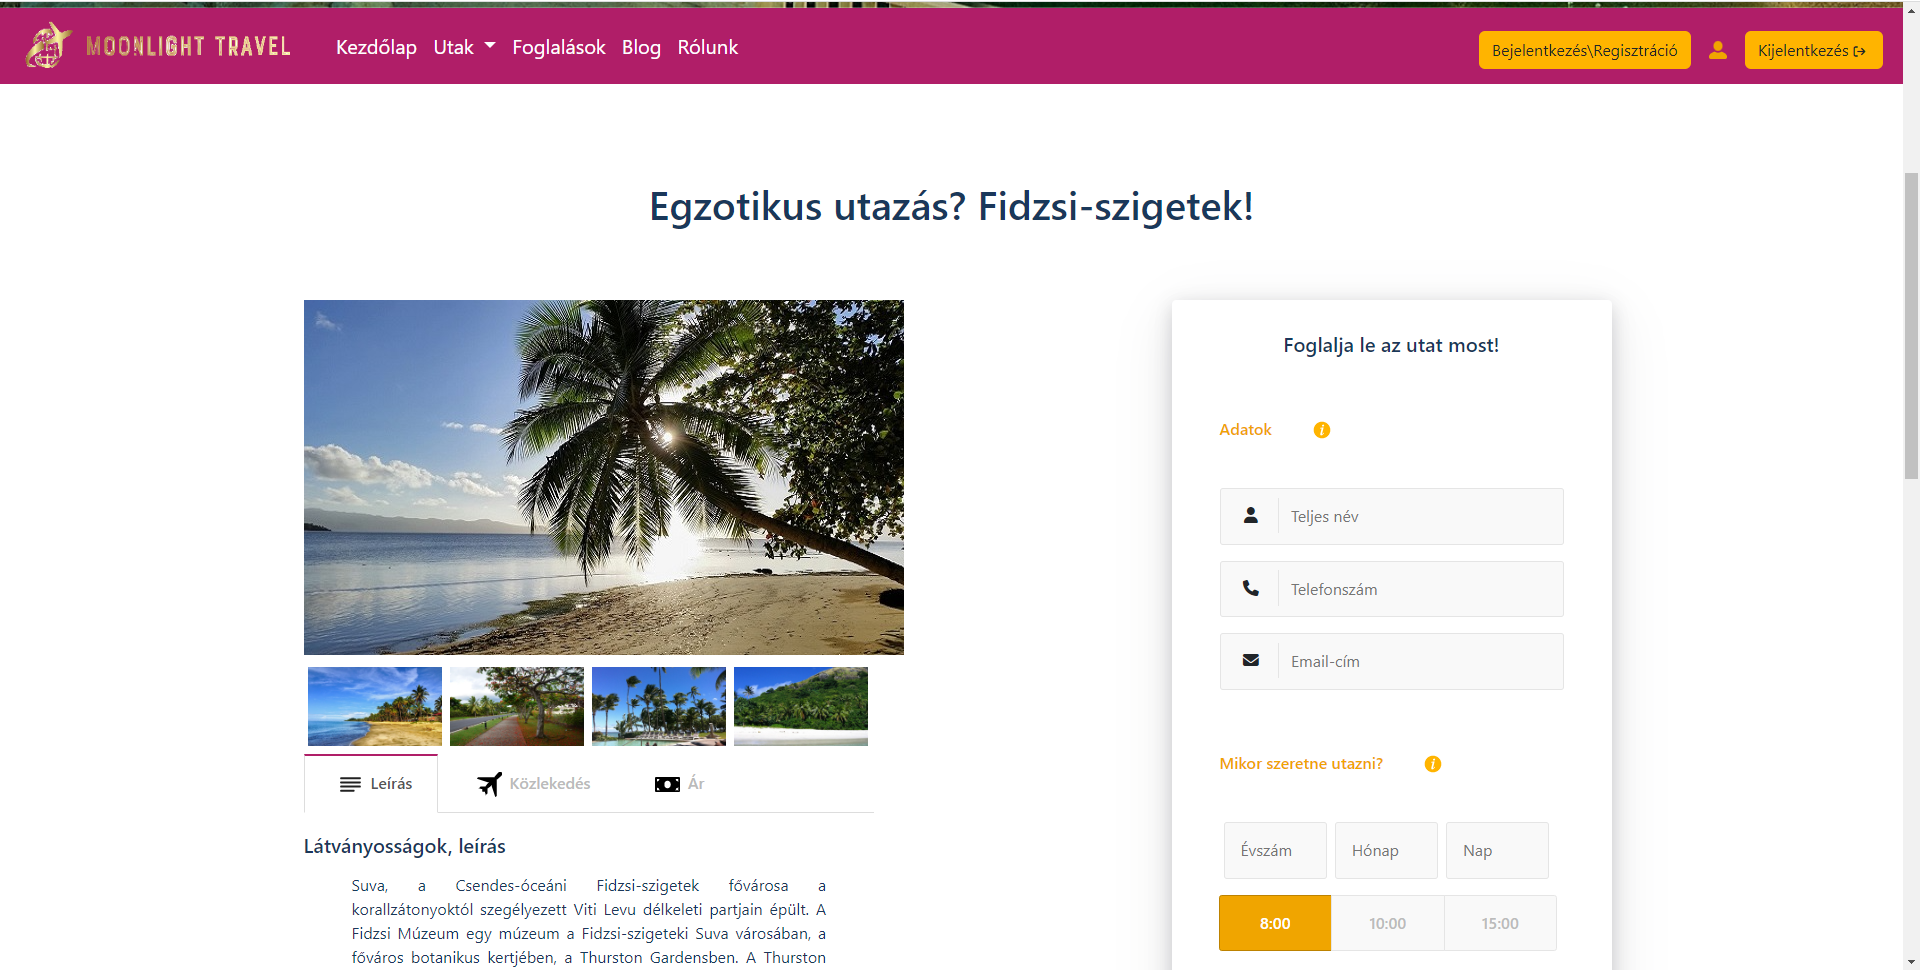 MOONLIGHT TRAVEL
Kezdőlap Utak Foglalások Blog Rólunk
Bejelentkezés\Regisztráció
Kijelentkezés
Egzotikus utazás? Fidzsi-szigetek!
Leírás
Közlekedés
Ár
Látványosságok, leírás
Suva, a Csendes-óceáni Fidzsi-szigetek fővárosa a
korallzátonyoktól szegélyezett Viti Levu délkeleti partjain épült. A
Fidzsi Múzeum egy múzeum a Fidzsi-szigeteki Suva városában, a
főváros botanikus kertjében, a Thurston Gardensben. A Thurston
Foglalja le az utat most!
Adatok
Teljes név
Telefonszám
Email-cím
Mikor szeretne utazni?
Évszám
Hónap
Nap
8:00
10:00
15:00